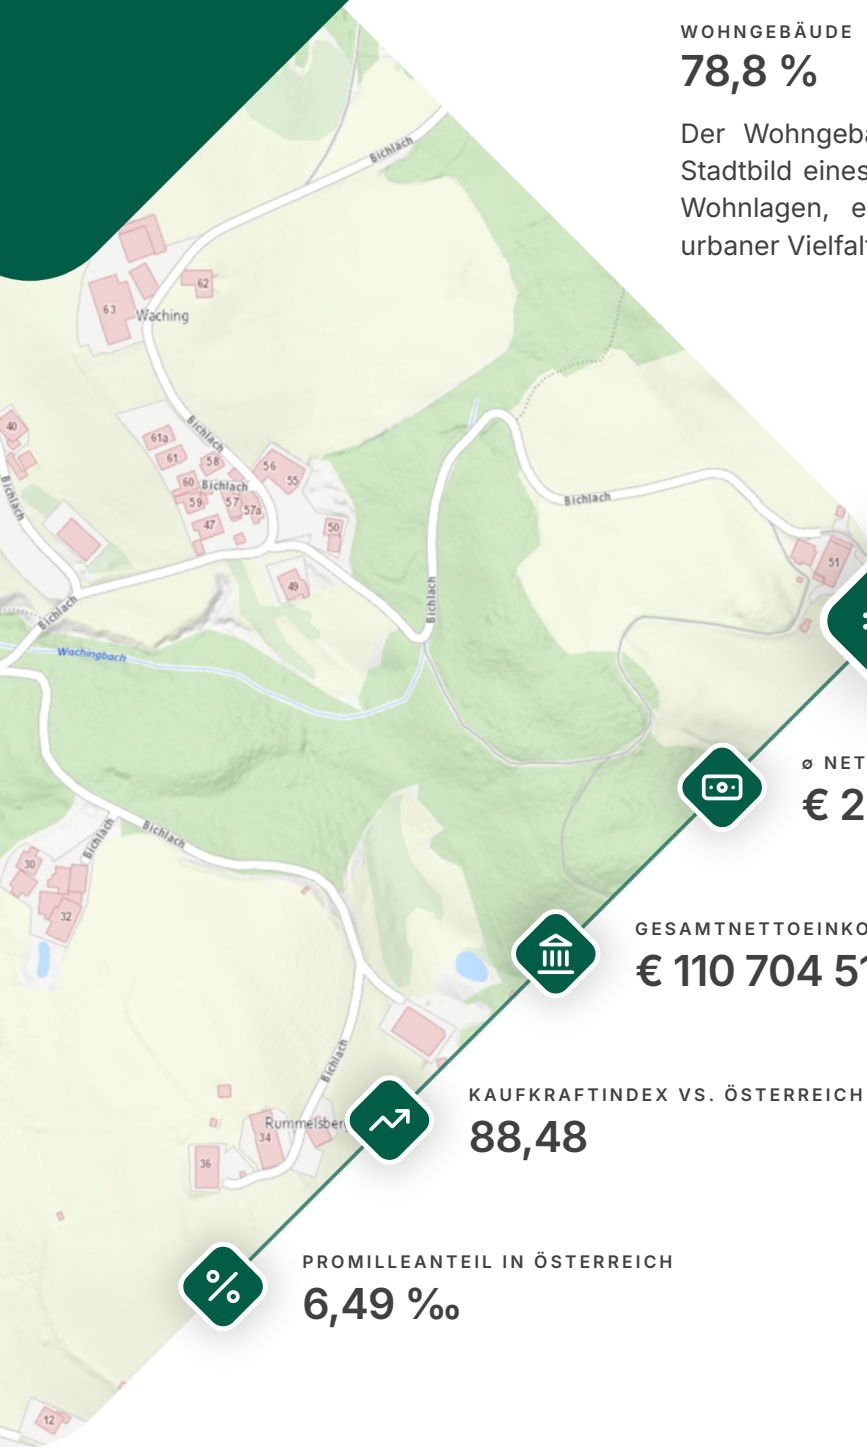 WOHNGEBÄUDE
78,8 %
Der Wohngeb
Stadtbild eines
Wohnlagen, e
urbaner Vielfal
Bichlach
62
63
Waching
40
Bichlach
61a
61
58
56
55
60
Bichlach
59
57
57a
47
50
Bichlach
Bichlach
51
49
Bichlach
Bichlach
Wachingbach
ø NET
€ 2
Bichlach
Bichlach
30
32
GESAMTNETTOEINKO
€ 110 704 51
Bichlach
KAUFKRAFTINDEX VS. ÖSTERREICH
88,48
Rummelsber
34
36
PROMILLEANTEIL IN ÖSTERREICH
6,49 ‰
12